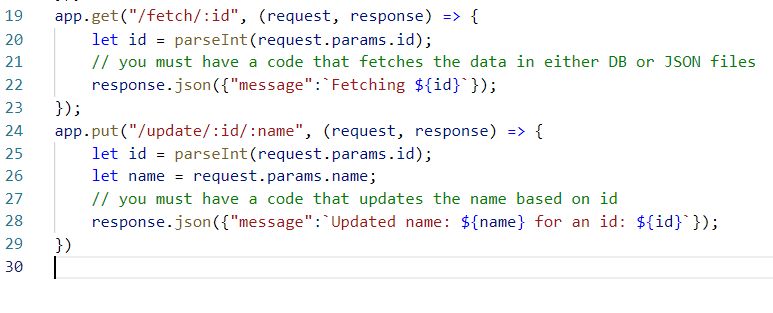 19 app.get("/fetch/:id", (request, response) => {
20     let id = parseInt(request.params.id);
21     // you must have a code that fetches the data in either DB or JSON files
22     response.json({"message":`Fetching ${id}`});
23 });
24 app.put("/update/:id/:name", (request, response) => {
25     let id = parseInt(request.params.id);
26     let name = request.params.name;
27     // you must have a code that updates the name based on id
28     response.json({"message":`Updated name: ${name} for an id: ${id}`});
29 })
30